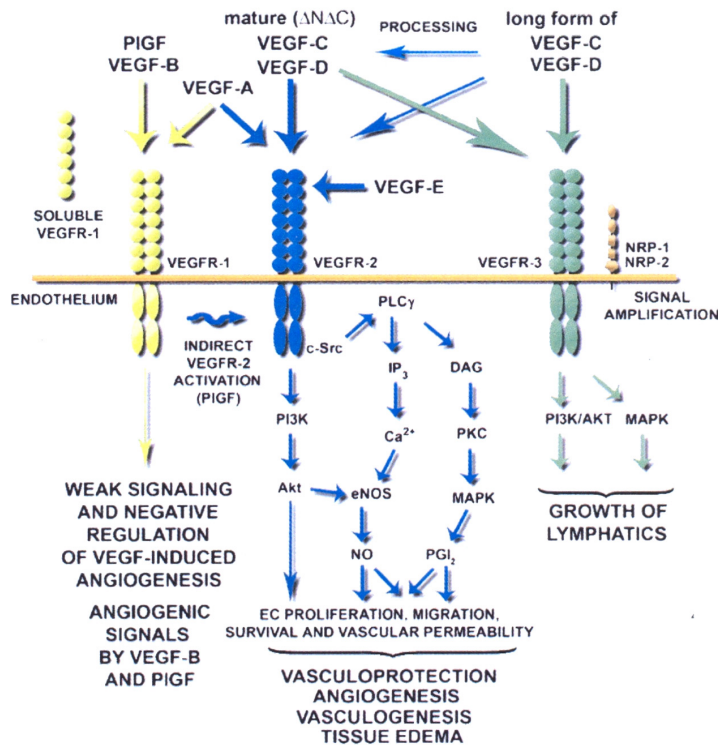 mature (ΔNΔC)
VEGF-C
VEGF-D
PROCESSING
long form of
VEGF-C
VEGF-D
PIGF
VEGF-B
VEGF-A
VEGF-E
SOLUBLE
VEGFR-1
VEGFR-1
VEGFR-2
VEGFR-3
NRP-1
NRP-2
ENDOTHELIUM
SIGNAL
AMPLIFICATION
INDIRECT
VEGFR-2
ACTIVATION
(PIGF)
c-Src
PLCγ
IP₃
DAG
PI3K
Ca²⁺
PKC
Akt
eNOS
MAPK
NO
PGI₂
PI3K/AKT
MAPK
GROWTH OF
LYMPHATICS
WEAK SIGNALING
AND NEGATIVE
REGULATION
OF VEGF-INDUCED
ANGIOGENESIS
ANGIOGENIC
SIGNALS
BY VEGF-B
AND PIGF
EC PROLIFERATION, MIGRATION,
SURVIVAL AND VASCULAR PERMEABILITY
VASCULOPROTECTION
ANGIOGENESIS
VASCULOGENESIS
TISSUE EDEMA